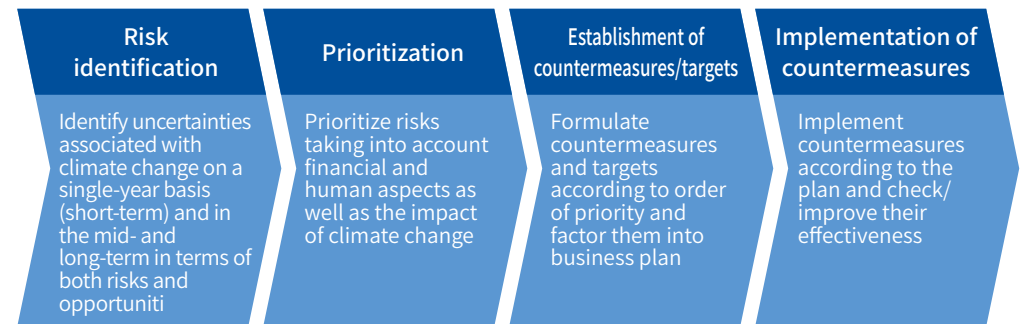 Risk
identification
Identify uncertainties
associated with
climate change on a
single-year basis
(short-term) and in
the mid- and
long-term in terms of
both risks and
opportuniti
Prioritization
Prioritize risks
taking into account
financial and
human aspects as
well as the impact
of climate change
Establishment of
countermeasures/targets
Formulate
countermeasures
and targets
according to order
of priority and
factor them into
business plan
Implementation of
countermeasures
Implement
countermeasures
according to the
plan and check/
improve their
effectiveness